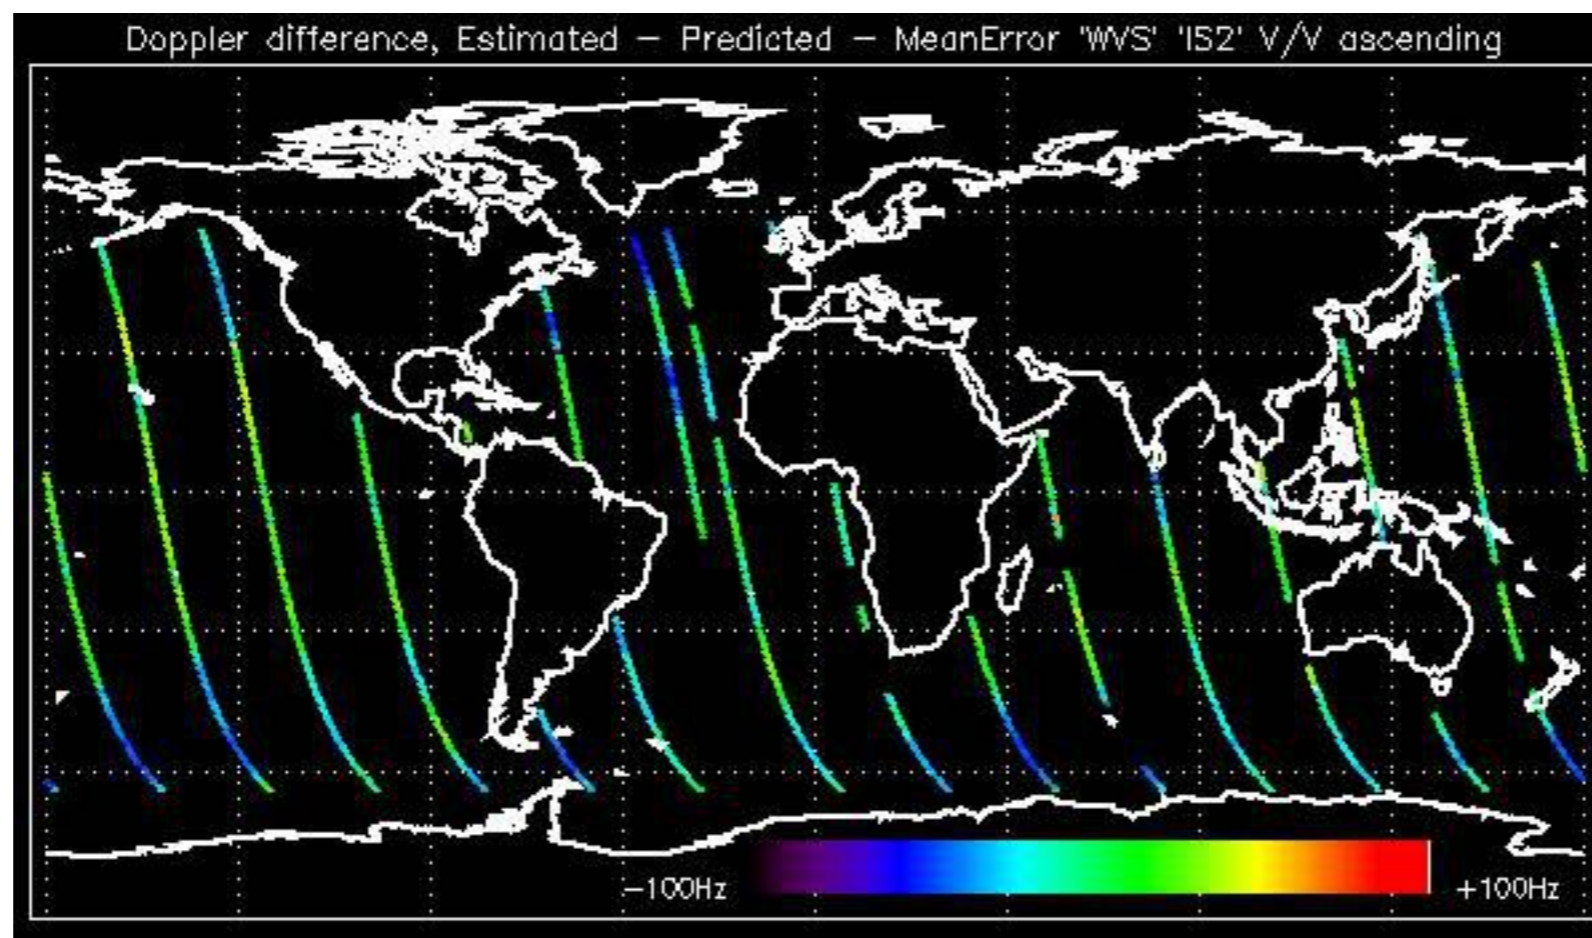 Doppler difference, Estimated – Predicted – MeanError 'WVS' 'IS2' V/V ascending
−100Hz
+100Hz